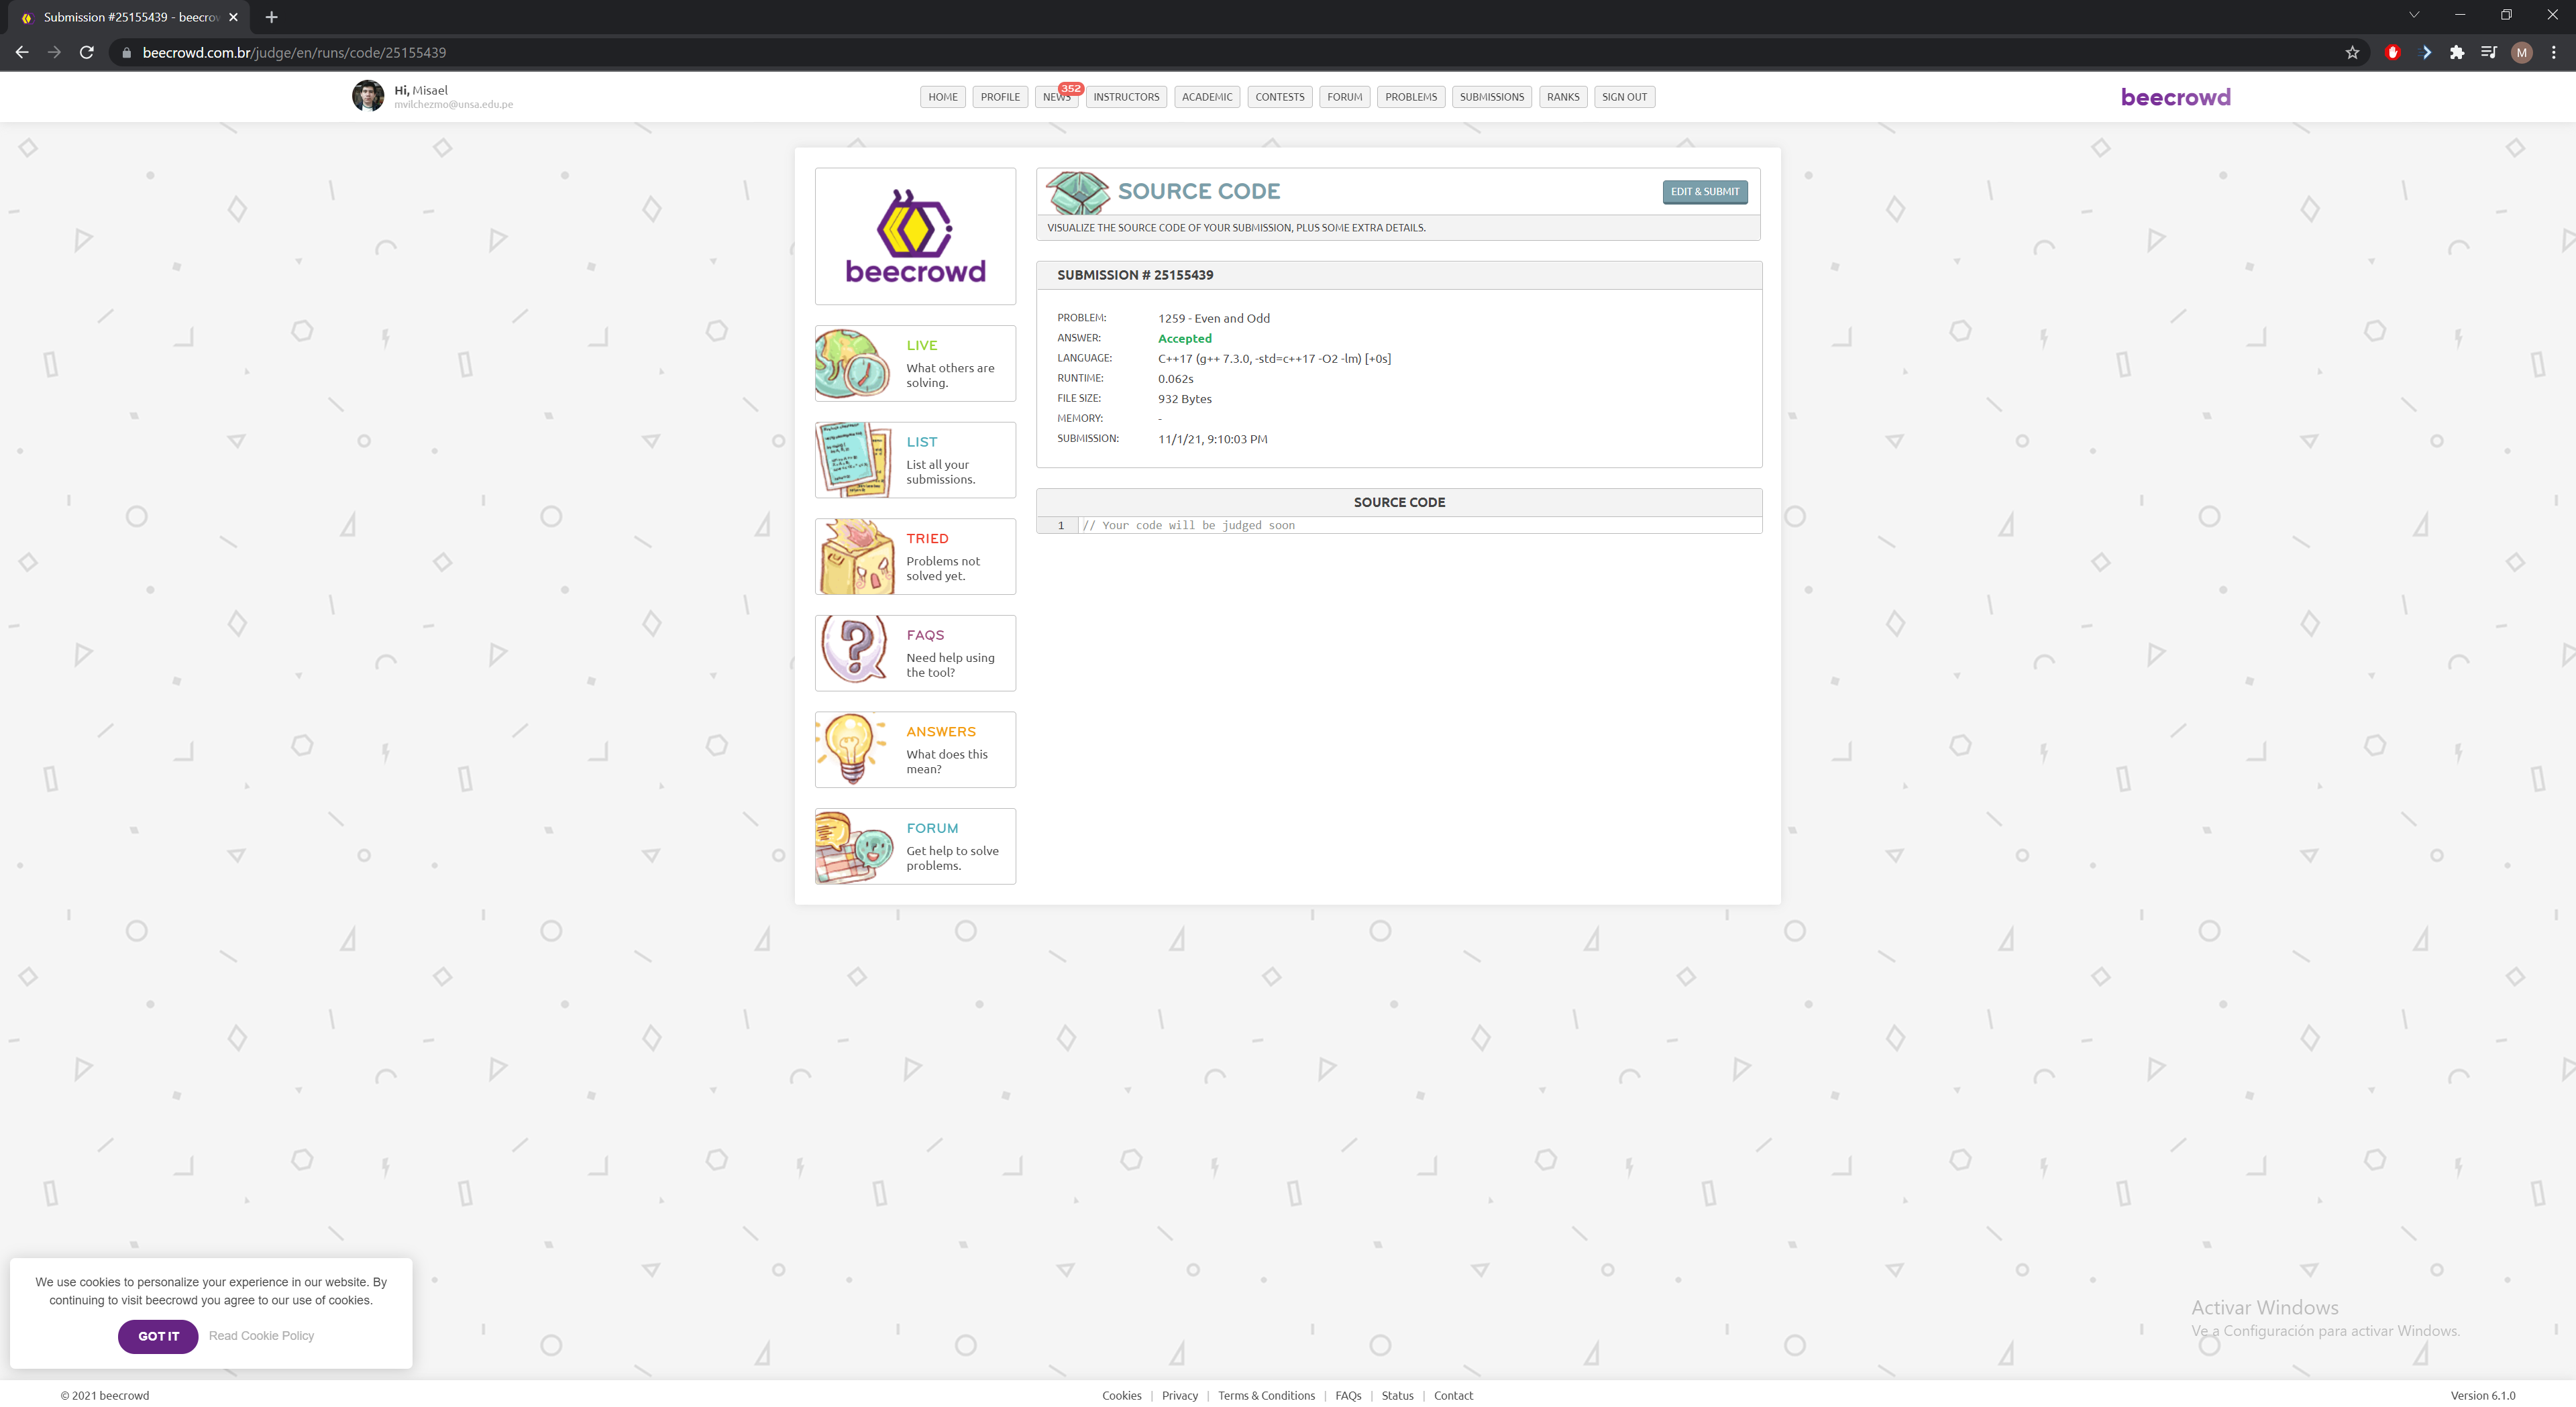 Submission #25155439 - beecrow
beecrowd.com.br/judge/en/runs/code/25155439
M
Hi, Misael
mvilchezmo@unsa.edu.pe
HOME
PROFILE
NEWS
352
INSTRUCTORS
ACADEMIC
CONTESTS
FORUM
PROBLEMS
SUBMISSIONS
RANKS
SIGN OUT
beecrowd
beecrowd
SOURCE CODE
EDIT & SUBMIT
VISUALIZE THE SOURCE CODE OF YOUR SUBMISSION, PLUS SOME EXTRA DETAILS.
SUBMISSION # 25155439
PROBLEM: 1259 - Even and Odd
ANSWER: Accepted
LANGUAGE: C++17 (g++ 7.3.0, -std=c++17 -O2 -lm) [+0s]
RUNTIME: 0.062s
FILE SIZE: 932 Bytes
MEMORY: -
SUBMISSION: 11/1/21, 9:10:03 PM
SOURCE CODE
1 // Your code will be judged soon
LIVE
What others are
solving.
LIST
List all your
submissions.
TRIED
Problems not
solved yet.
FAQS
Need help using
the tool?
ANSWERS
What does this
mean?
FORUM
Get help to solve
problems.
We use cookies to personalize your experience in our website. By
continuing to visit beecrowd you agree to our use of cookies.
GOT IT
Read Cookie Policy
Activar Windows
Ve a Configuración para activar Windows.
© 2021 beecrowd
Cookies | Privacy | Terms & Conditions | FAQs | Status | Contact
Version 6.1.0